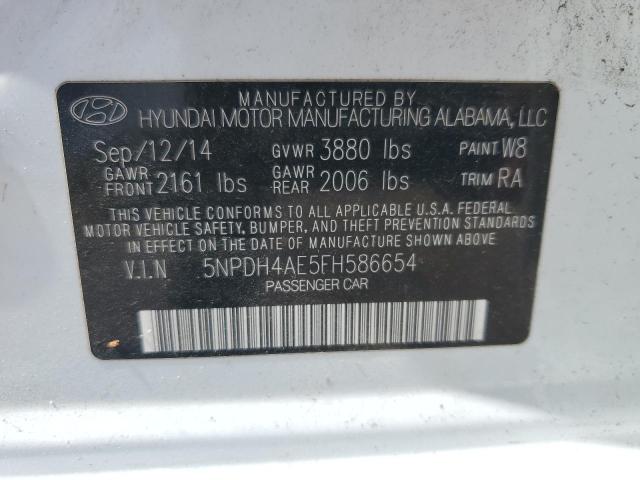 MANUFACTURED BY
HYUNDAI MOTOR MANUFACTURING ALABAMA, LLC
Sep/12/14 GVWR 3880 lbs PAINT W8
GAWR FRONT 2161 lbs GAWR REAR 2006 lbs TRIM RA
THIS VEHICLE CONFORMS TO ALL APPLICABLE U.S.A. FEDERAL
MOTOR VEHICLE SAFETY, BUMPER, AND THEFT PREVENTION STANDARDS
IN EFFECT ON THE DATE OF MANUFACTURE SHOWN ABOVE.
V.I.N 5NPDH4AE5FH586654
PASSENGER CAR